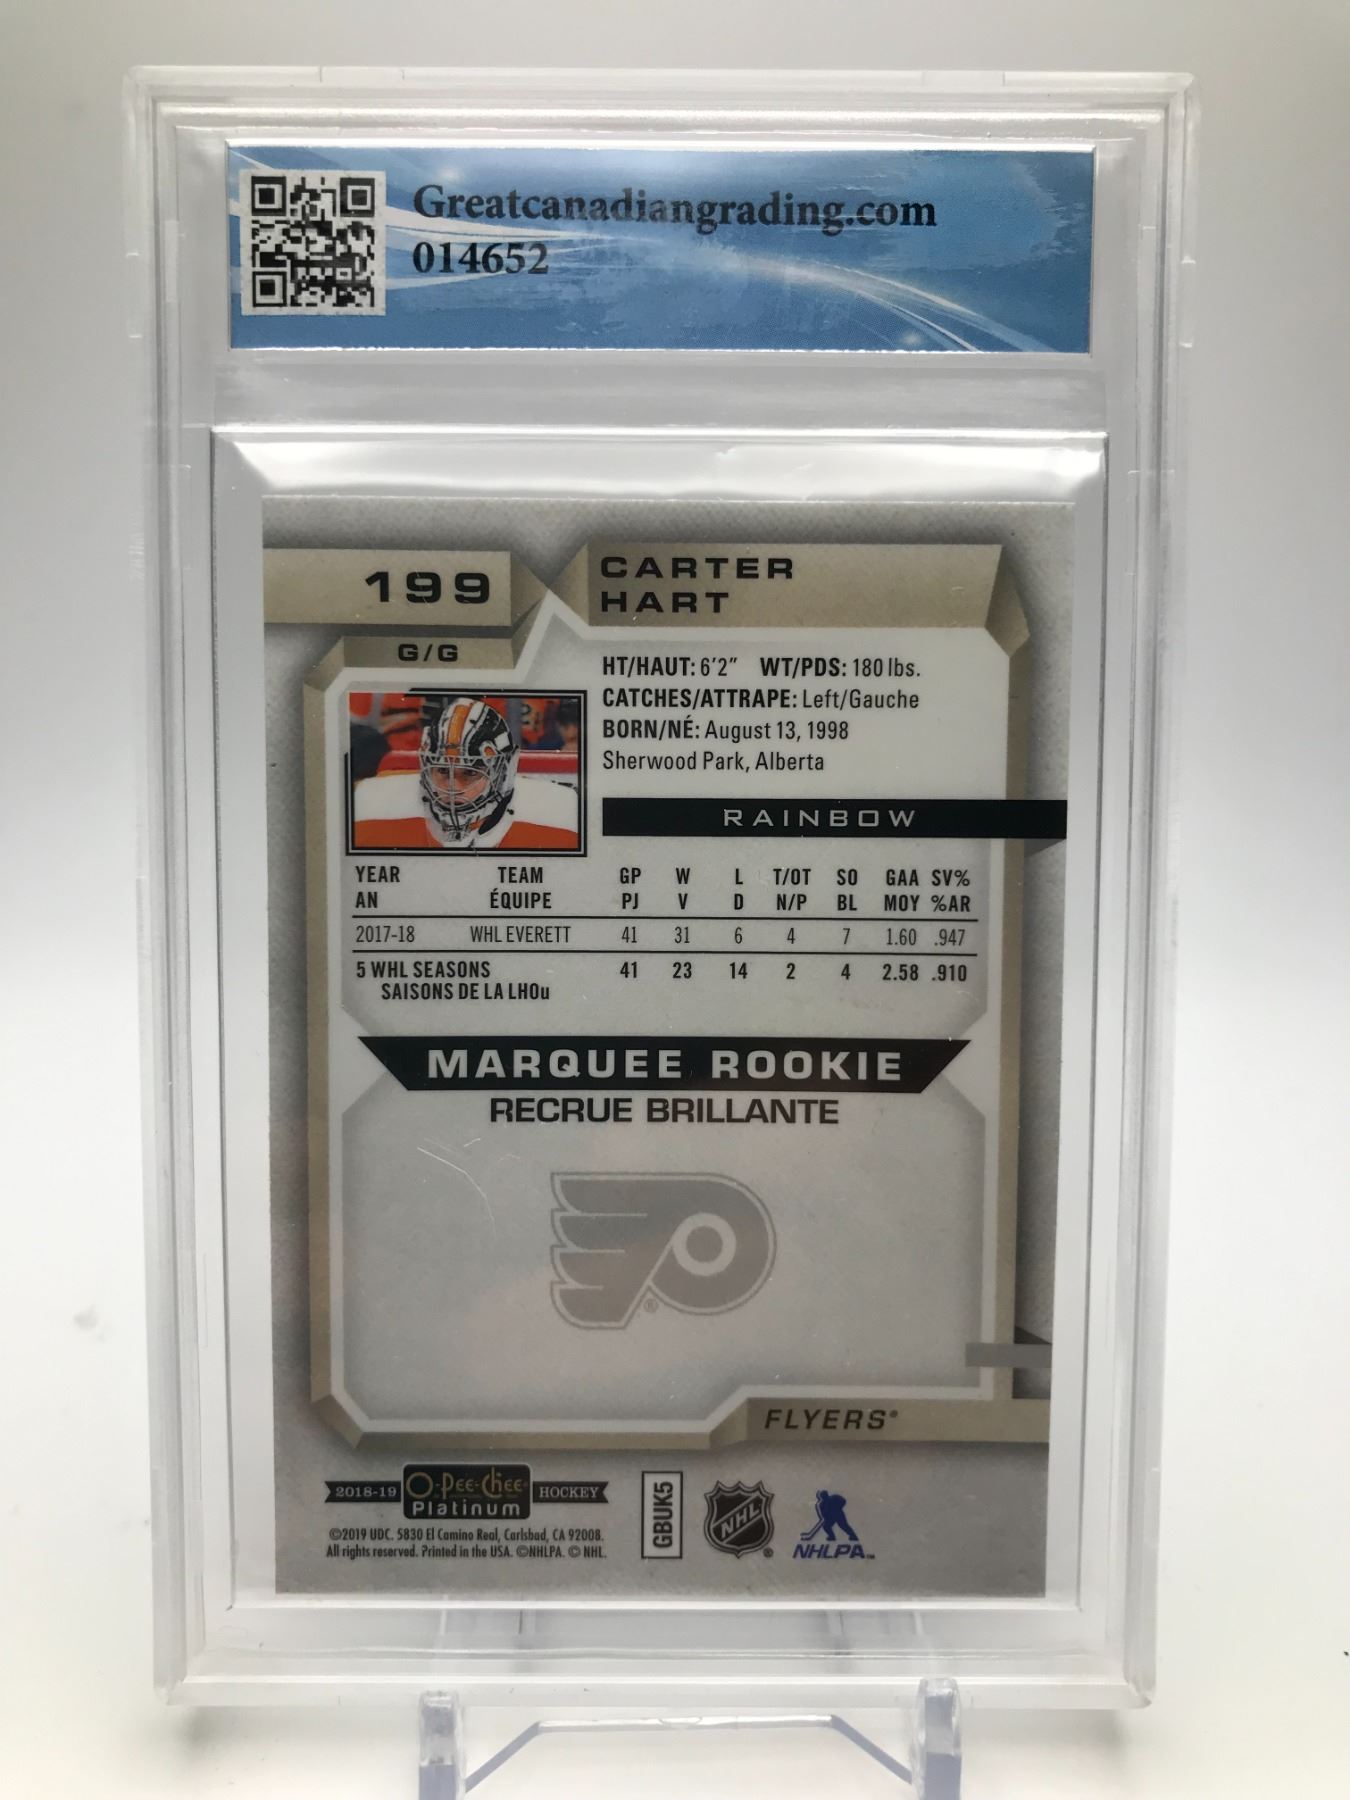 Greatcanadiangrading.com
014652
199
CARTER
HART
G/G
HT/HAUT: 6'2" WT/PDS: 180 lbs.
CATCHES/ATTRAPE: Left/Gauche
BORN/NÉ: August 13, 1998
Sherwood Park, Alberta
RAINBOW
YEAR TEAM GP W L T/OT SO GAA SV%
AN ÉQUIPE PJ V D N/P BL MOY %AR
2017-18 WHL EVERETT 41 31 6 4 7 1.60 .947
5 WHL SEASONS 41 23 14 2 4 2.58 .910
SAISONS DE LA LHOu
MARQUEE ROOKIE
RECRUE BRILLANTE
®
FLYERS®
2018-19 O-Pee-Chee HOCKEY
Platinum
©2019 UDC. 5830 El Camino Real, Carlsbad, CA 92008.
All rights reserved. Printed in the USA. ©NHLPA. © NHL.
GBUK5
NHL ®
NHLPA™